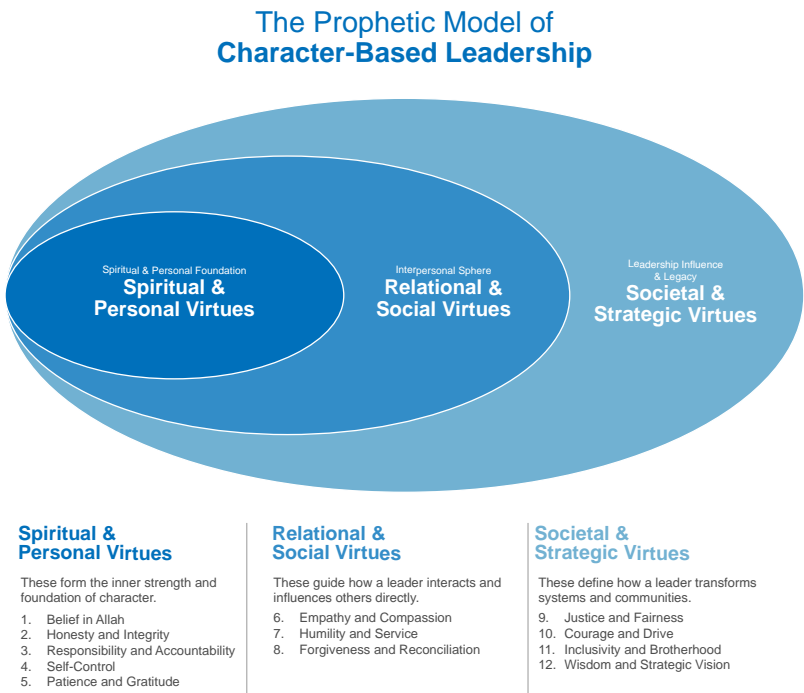 The Prophetic Model of
Character-Based Leadership
Spiritual & Personal Foundation
Spiritual &
Personal Virtues
Interpersonal Sphere
Relational &
Social Virtues
Leadership Influence
& Legacy
Societal &
Strategic Virtues
Spiritual &
Personal Virtues
These form the inner strength and
foundation of character.
1. Belief in Allah
2. Honesty and Integrity
3. Responsibility and Accountability
4. Self-Control
5. Patience and Gratitude
Relational &
Social Virtues
These guide how a leader interacts and
influences others directly.
6. Empathy and Compassion
7. Humility and Service
8. Forgiveness and Reconciliation
Societal &
Strategic Virtues
These define how a leader transforms
systems and communities.
9. Justice and Fairness
10. Courage and Drive
11. Inclusivity and Brotherhood
12. Wisdom and Strategic Vision